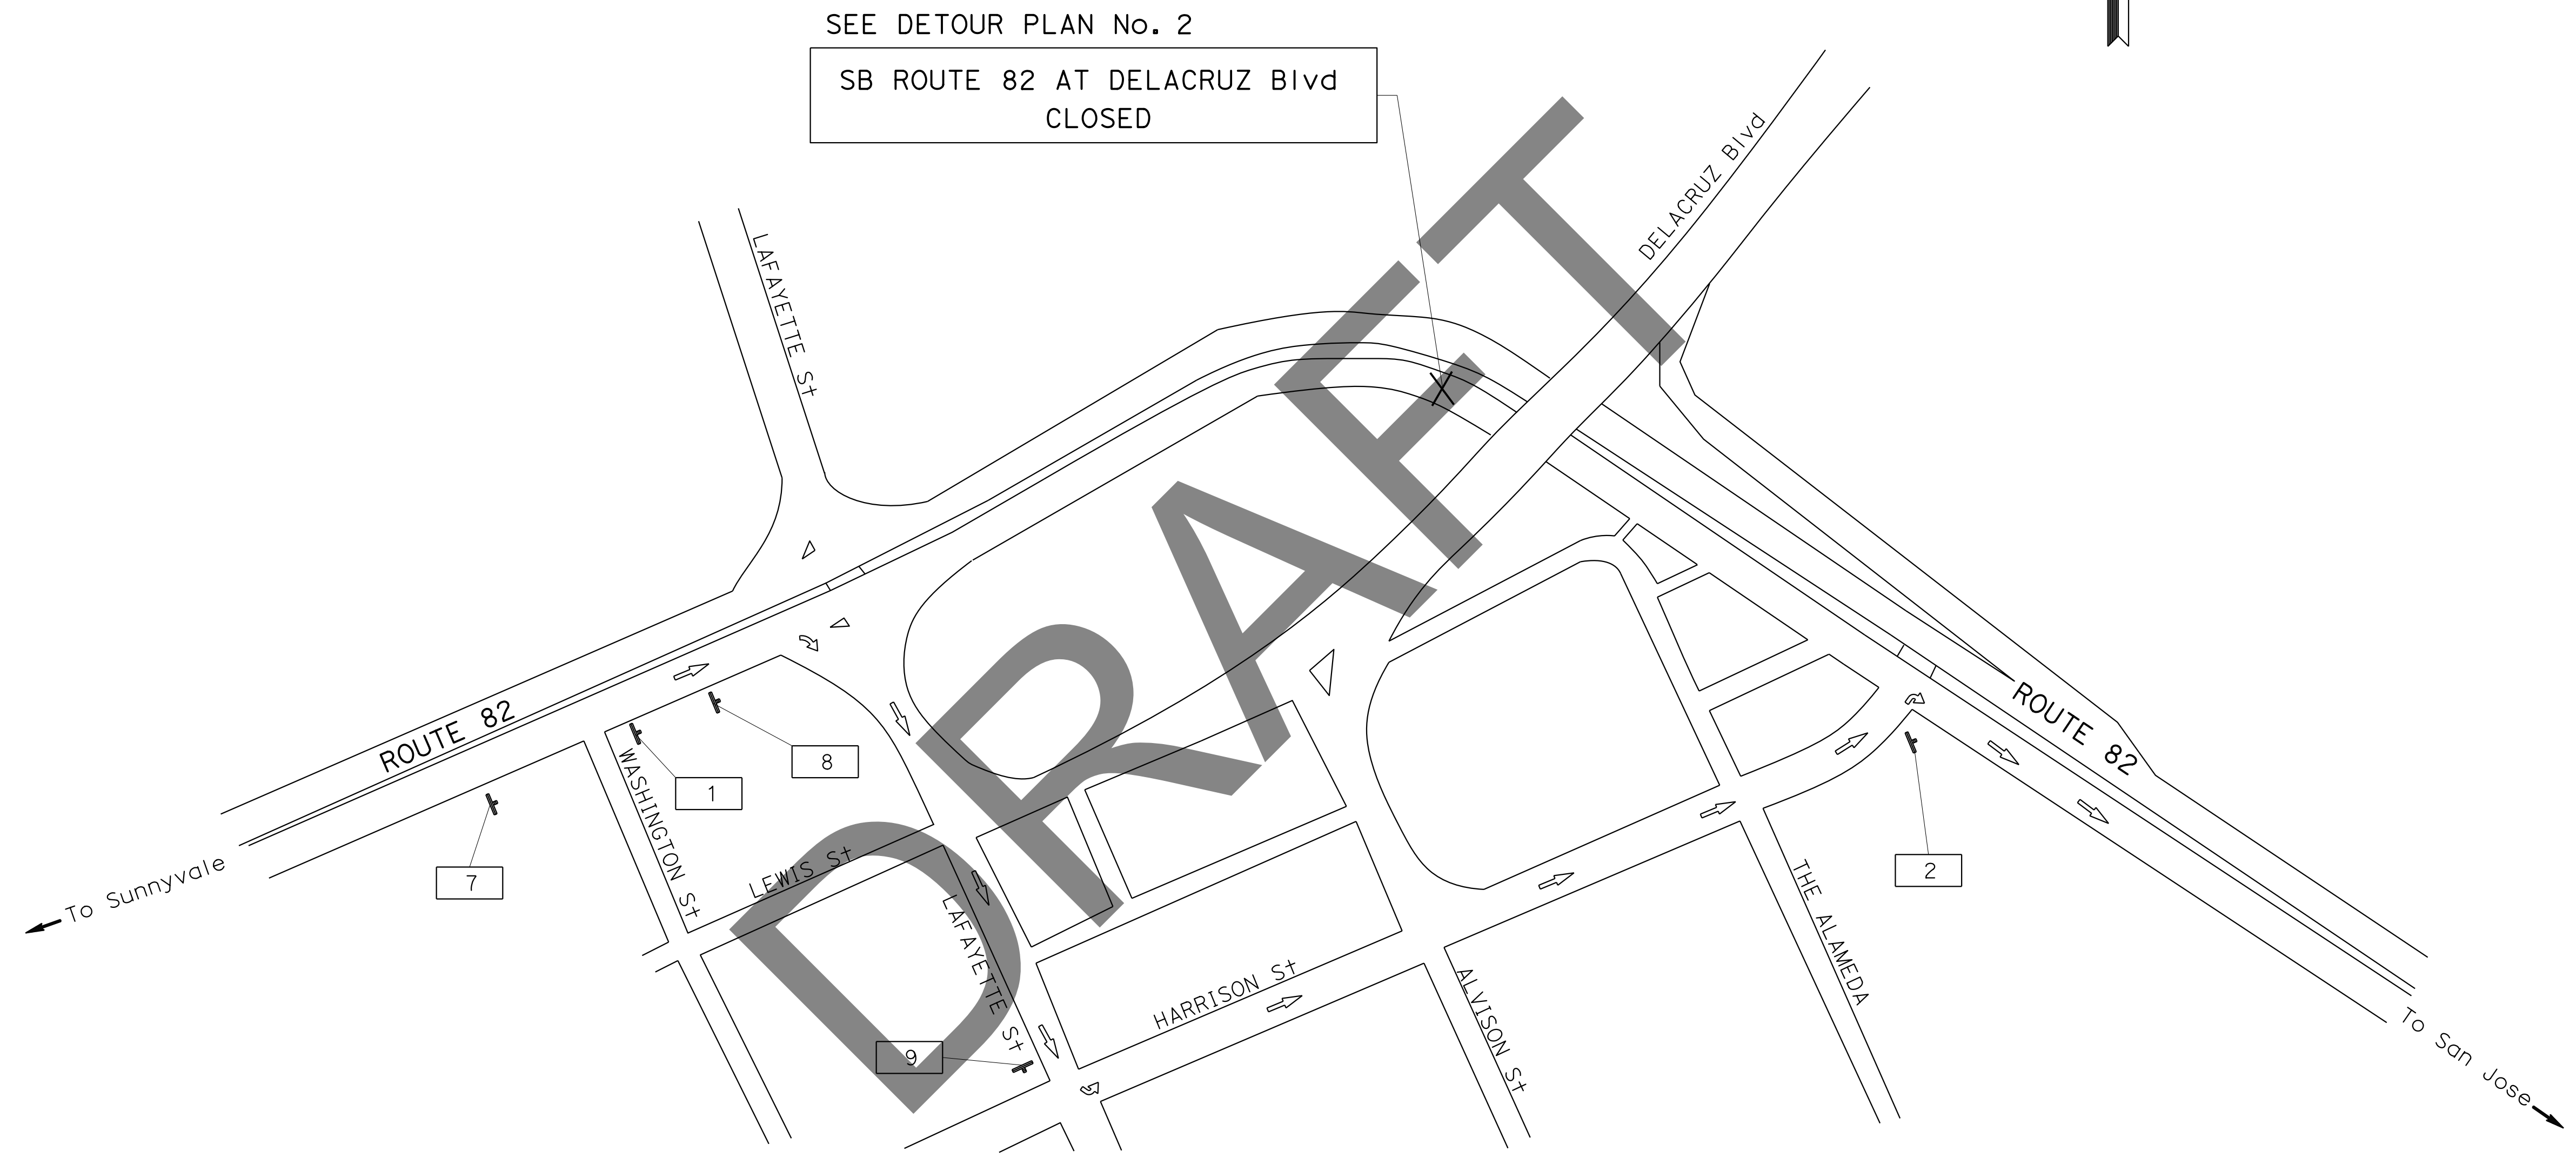 SEE DETOUR PLAN No. 2
SB ROUTE 82 AT DELACRUZ Blvd
CLOSED
DELACRUZ Blvd
LAFAYETTE St
DRAFT
ROUTE 82
ROUTE 82
8
1
WASHINGTON St
7
To Sunnyvale
LEWIS St
2
THE ALAMEDA
LAFAYETTE St
HARRISON St
ALVISON St
9
To San Jose